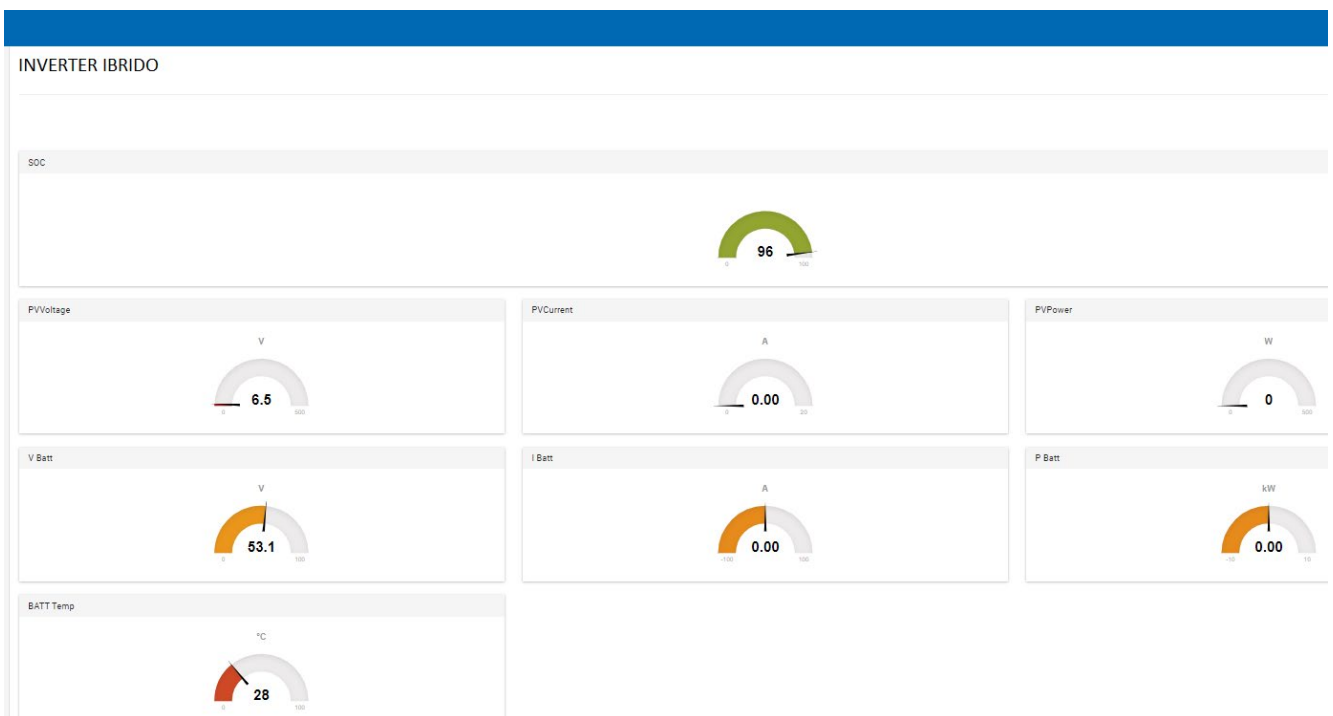 INVERTER IBRIDO
SOC
96
0 100
PVVoltage PVCurrent PVPower
V A W
6.5 0.00 0
0 500 0 20 0 500
V Batt I Batt P Batt
V A kW
53.1 0.00 0.00
0 100 -100 100 -10 10
BATT Temp
°C
28
0 100